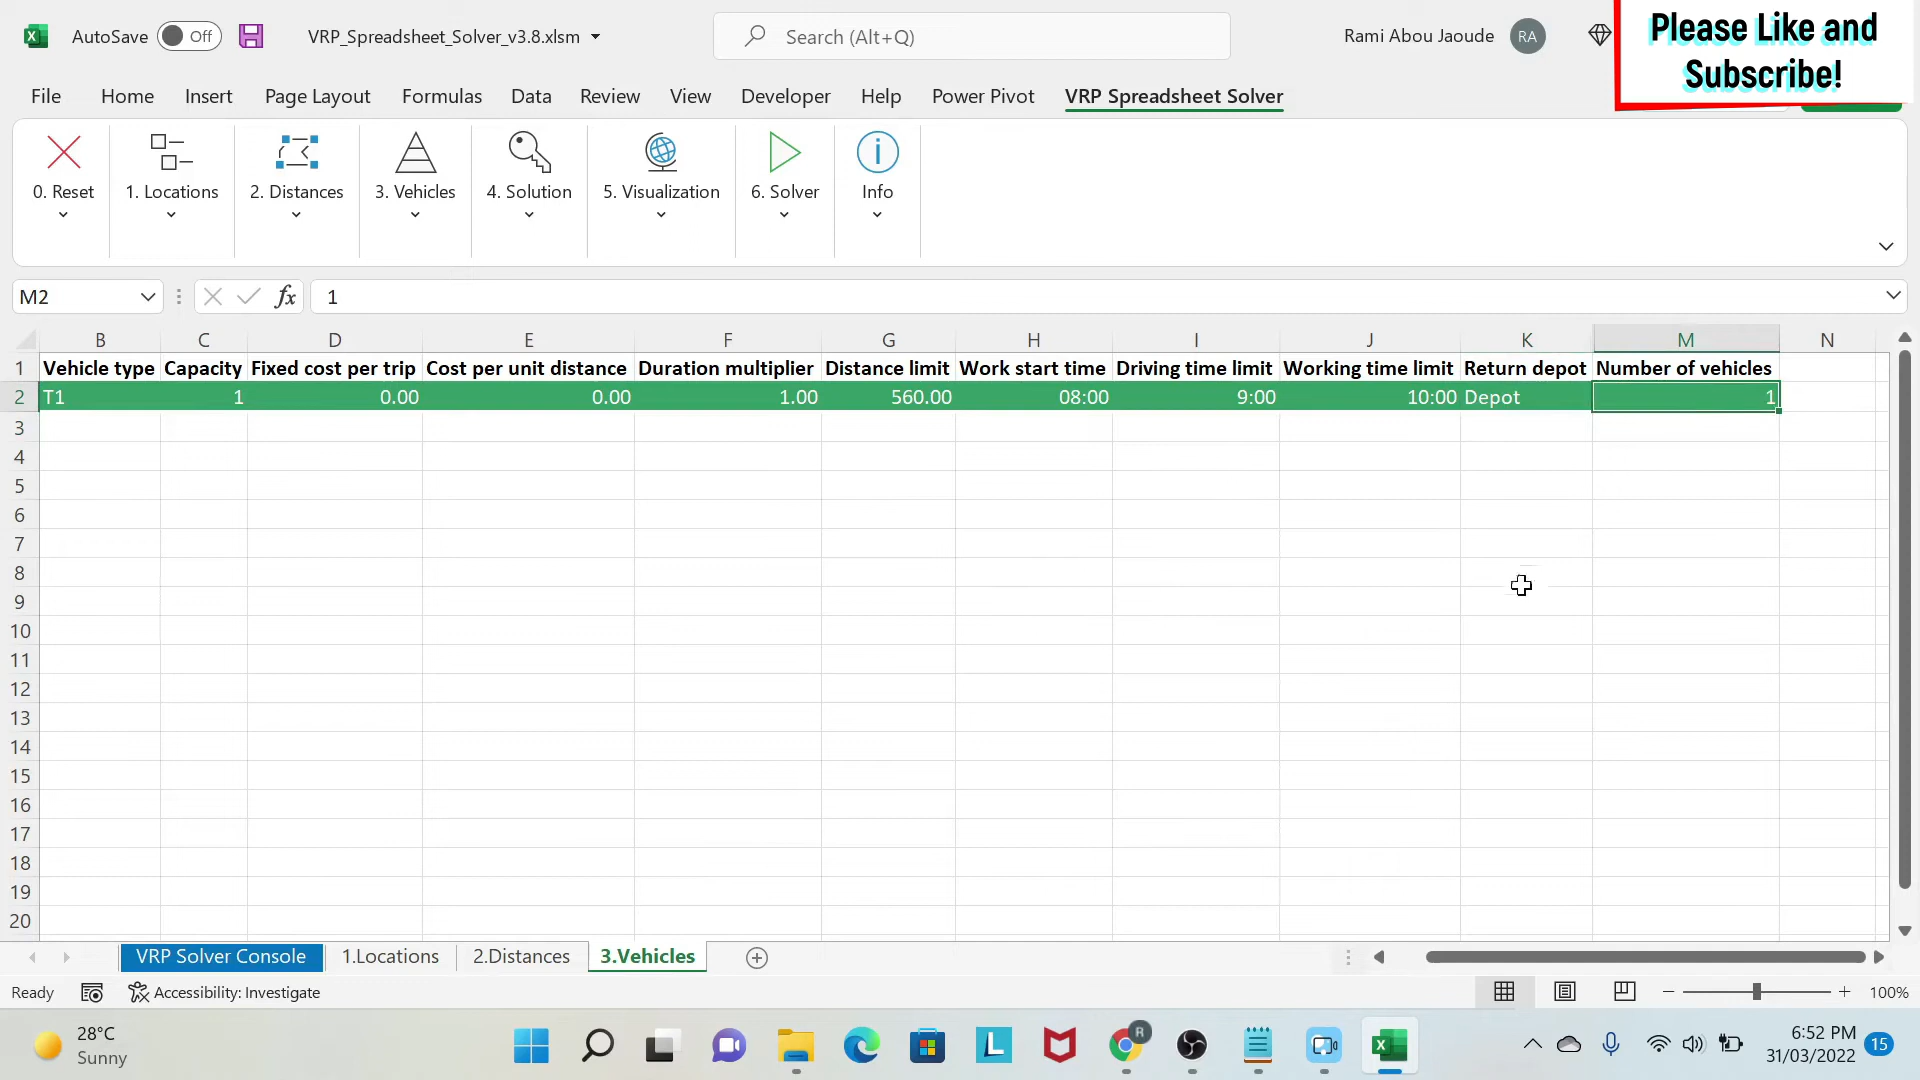 AutoSave Off VRP_Spreadsheet_Solver_v3.8.xlsm Search (Alt+Q) Rami Abou Jaoude RA
Please Like and
Subscribe!
File Home Insert Page Layout Formulas Data Review View Developer Help Power Pivot VRP Spreadsheet Solver
0. Reset 1. Locations 2. Distances 3. Vehicles 4. Solution 5. Visualization 6. Solver Info
M2 fx 1
B C D E F G H I J K M N
1 Vehicle type Capacity Fixed cost per trip Cost per unit distance Duration multiplier Distance limit Work start time Driving time limit Working time limit Return depot Number of vehicles
2 T1 1 0.00 0.00 1.00 560.00 08:00 9:00 10:00 Depot 1
3
4
5
6
7
8
9
10
11
12
13
14
15
16
17
18
19
20
VRP Solver Console 1.Locations 2.Distances 3.Vehicles
Ready Accessibility: Investigate 100%
28°C
Sunny
L
R
6:52 PM
31/03/2022
15